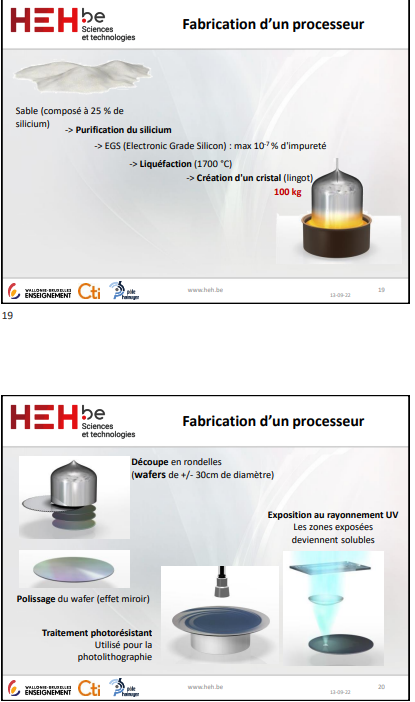 HEH.be
Sciences
et technologies
Fabrication d'un processeur
Sable (composé à 25 % de
silicium)
-> Purification du silicium
-> EGS (Electronic Grade Silicon) : max 10⁻⁷ % d'impureté
-> Liquéfaction (1700 °C)
-> Création d'un cristal (lingot)
100 kg
WALLONIE-BRUXELLES
ENSEIGNEMENT
Cti
pôle
hainuyer
www.heh.be
13-09-22
19
19
HEH.be
Sciences
et technologies
Fabrication d'un processeur
Découpe en rondelles
(wafers de +/- 30cm de diamètre)
Exposition au rayonnement UV
Les zones exposées
deviennent solubles
Polissage du wafer (effet miroir)
Traitement photorésistant
Utilisé pour la
photolithographie
WALLONIE-BRUXELLES
ENSEIGNEMENT
Cti
pôle
hainuyer
www.heh.be
13-09-22
20